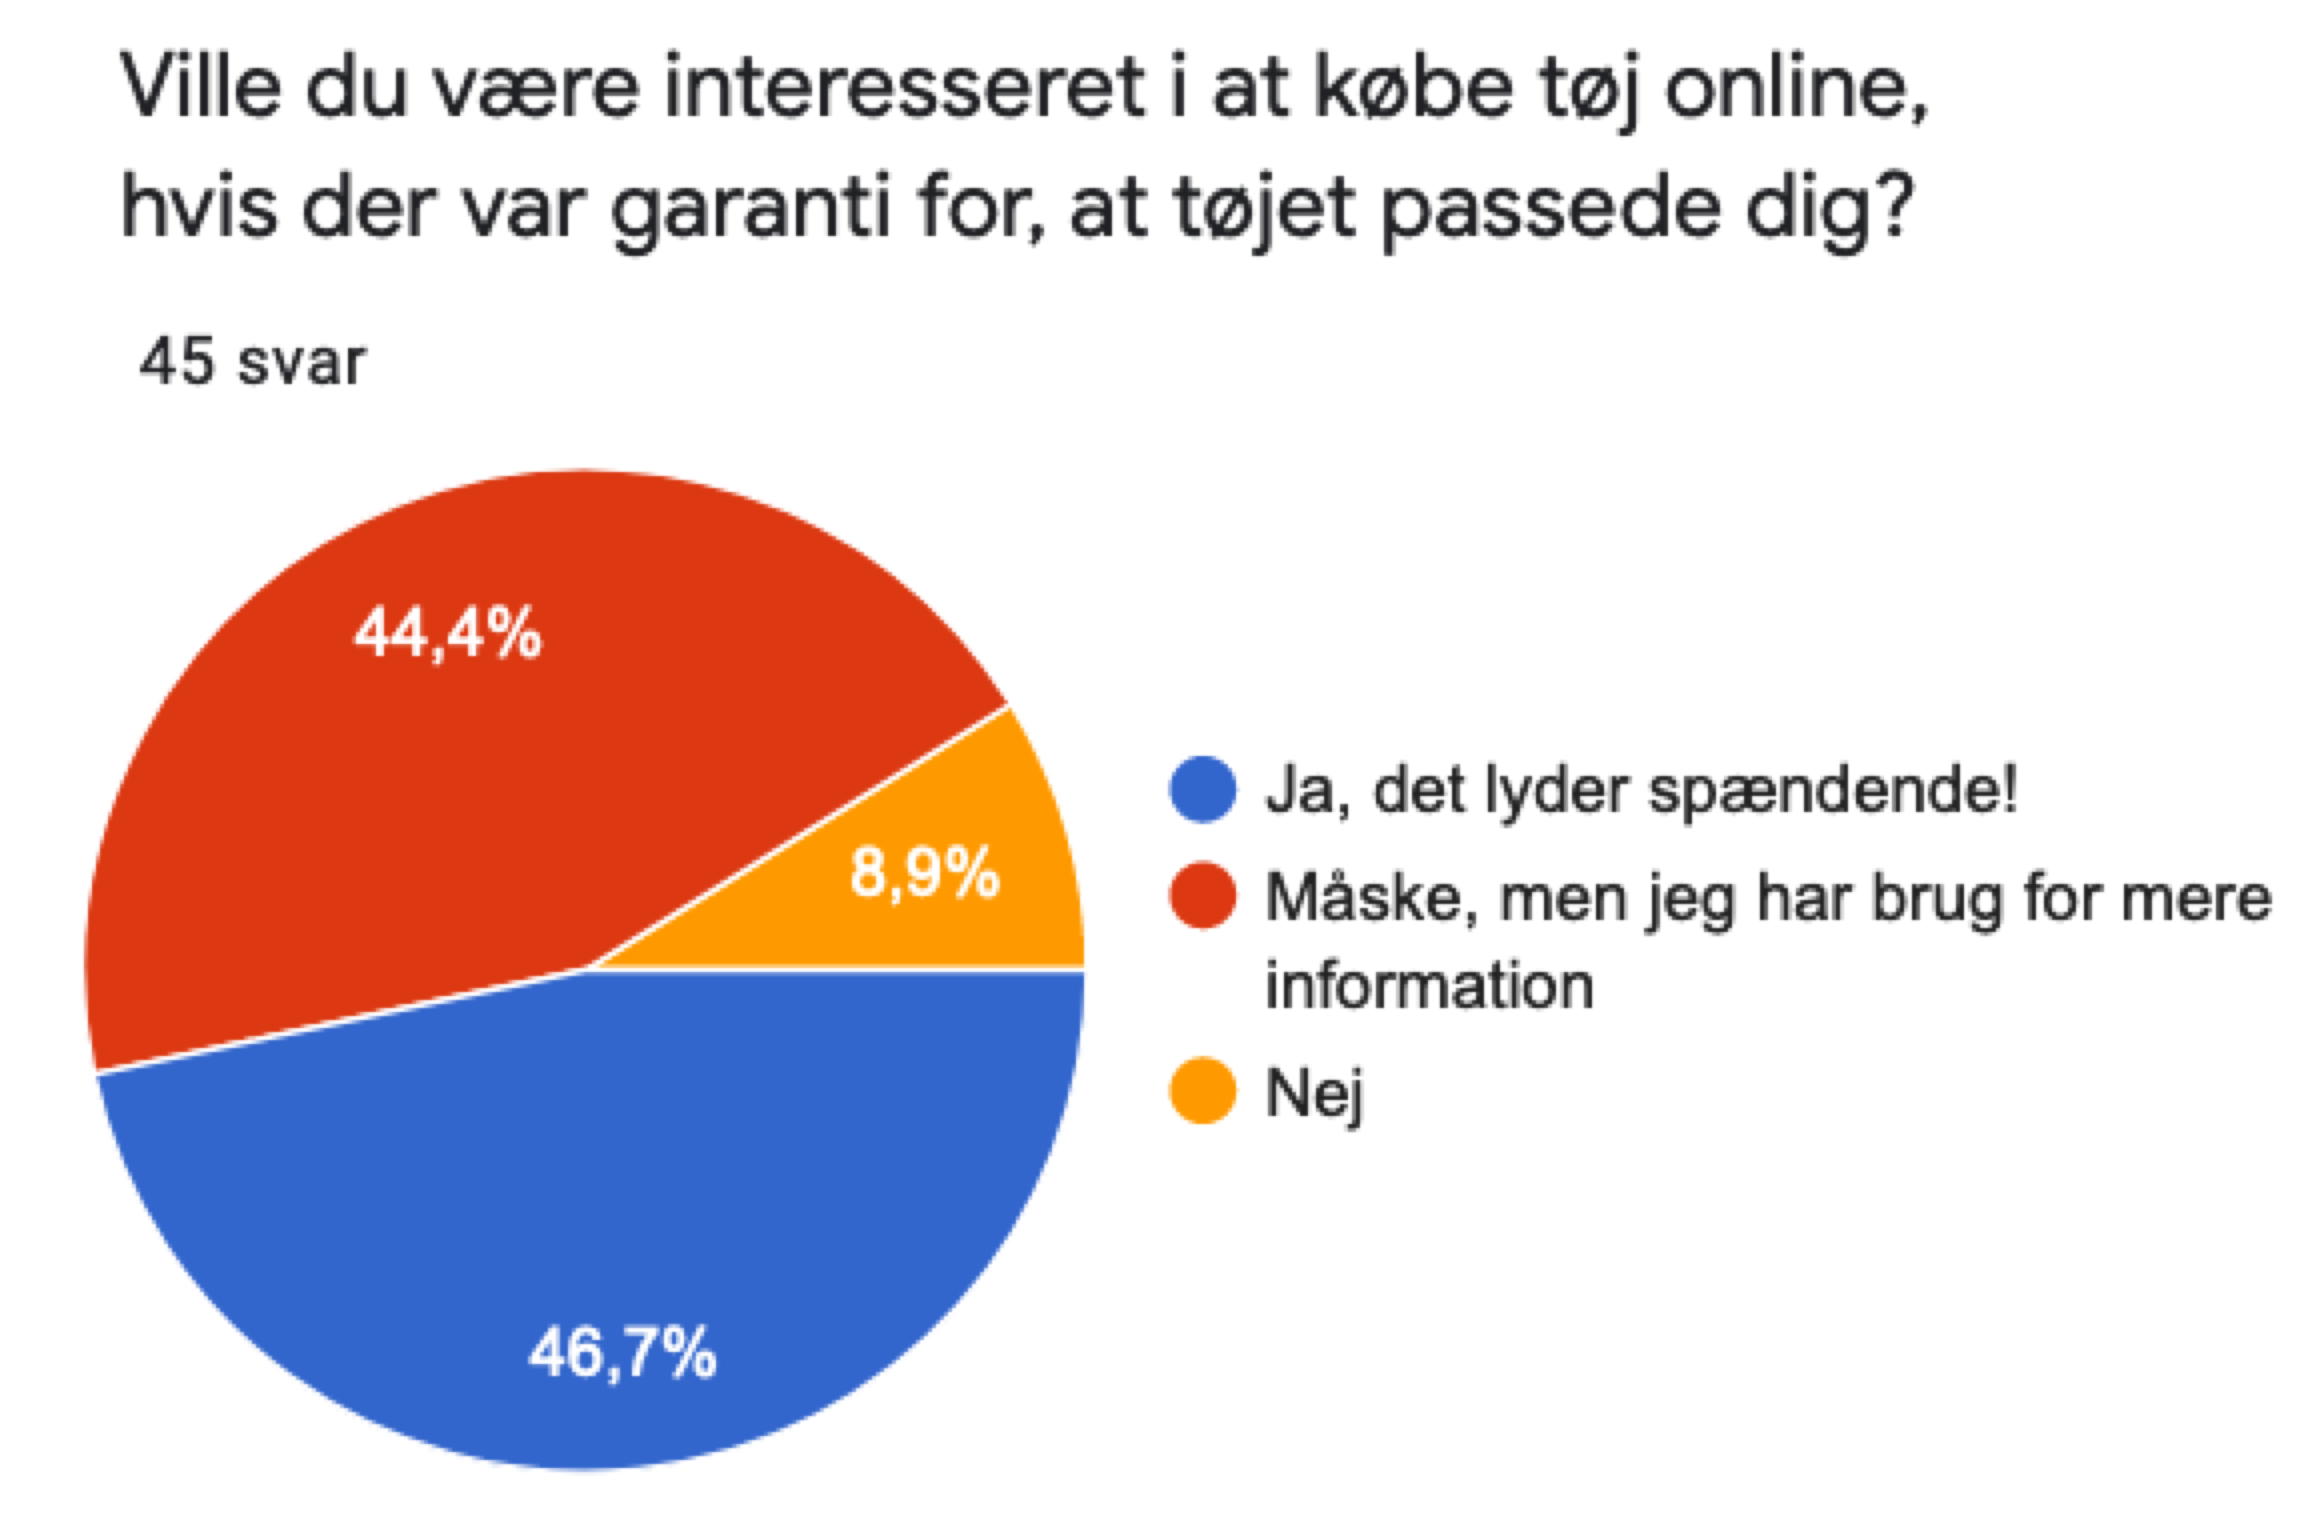 Ville du være interesseret i at købe tøj online,
hvis der var garanti for, at tøjet passede dig?
45 svar
44,4%
8,9%
46,7%
Ja, det lyder spændende!
Måske, men jeg har brug for mere
information
Nej